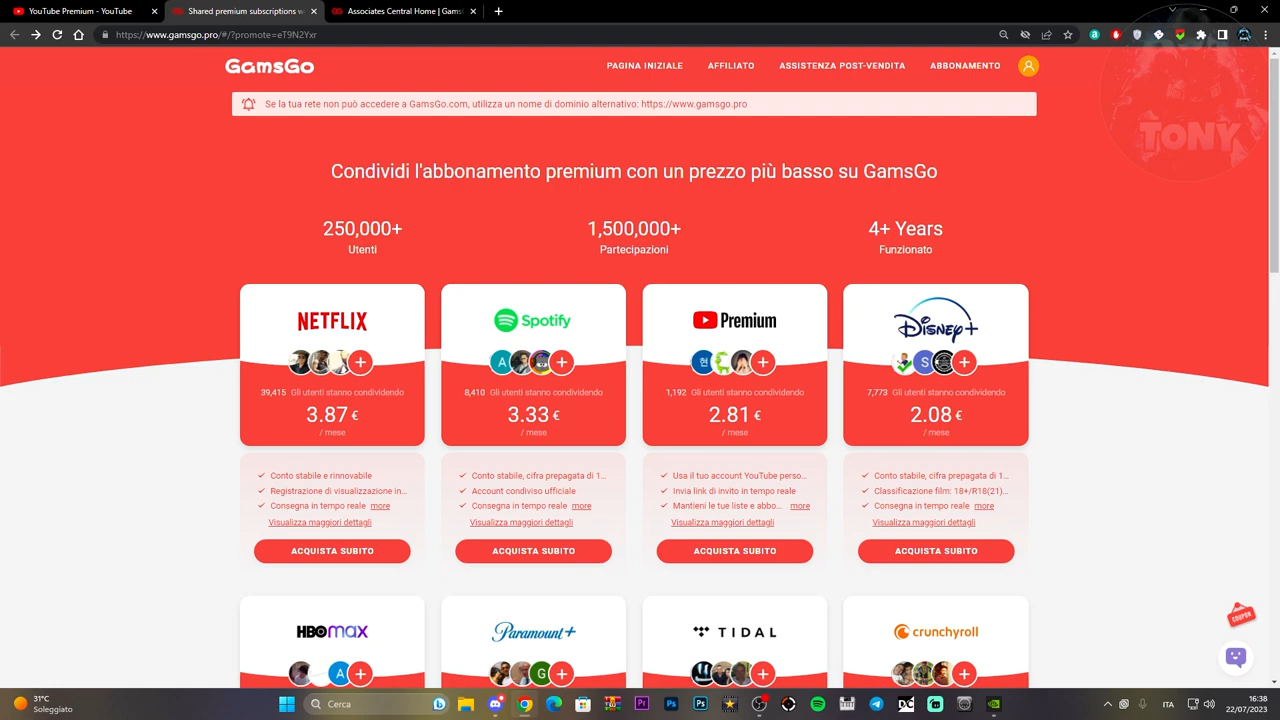 YouTube Premium - YouTube
Shared premium subscriptions wi
Assistenza Post-vendita | GamsGo
https://www.gamsgo.pro/#/?promote=eT9N2Yxr
GamsGo
PAGINA INIZIALE AFFILIATO ASSISTENZA POST-VENDITA ABBONAMENTO
Se la tua rete non può accedere a GamsGo.com, utilizza un nome di dominio alternativo: https://www.gamsgo.pro
TONY
Condividi l'abbonamento premium con un prezzo più basso su GamsGo
250,000+ 1,500,000+ 4+ Years
Utenti Partecipazioni Funzionato
NETFLIX
39,415 Gli utenti stanno condividendo
3.87 €
/ mese
Conto stabile e rinnovabile
Registrazione di visualizzazione in...
Consegna in tempo reale more
Visualizza maggiori dettagli
ACQUISTA SUBITO
Spotify
A
8,410 Gli utenti stanno condividendo
3.33 €
/ mese
Conto stabile, cifra prepagata di 1...
Account condiviso ufficiale
Consegna in tempo reale more
Visualizza maggiori dettagli
ACQUISTA SUBITO
Premium
현
1,192 Gli utenti stanno condividendo
2.81 €
/ mese
Usa il tuo account YouTube perso...
Invia link di invito in tempo reale
Mantieni le tue liste e abbo... more
Visualizza maggiori dettagli
ACQUISTA SUBITO
Disney+
S
7,773 Gli utenti stanno condividendo
2.08 €
/ mese
Conto stabile, cifra prepagata di 1...
Classificazione film: 18+/R18(21)...
Consegna in tempo reale more
Visualizza maggiori dettagli
ACQUISTA SUBITO
HBOmax
A
Paramount+
G
TIDAL
crunchyroll
COUPON
31°C
Soleggiato
Cerca
ITA
16:38
22/07/2023